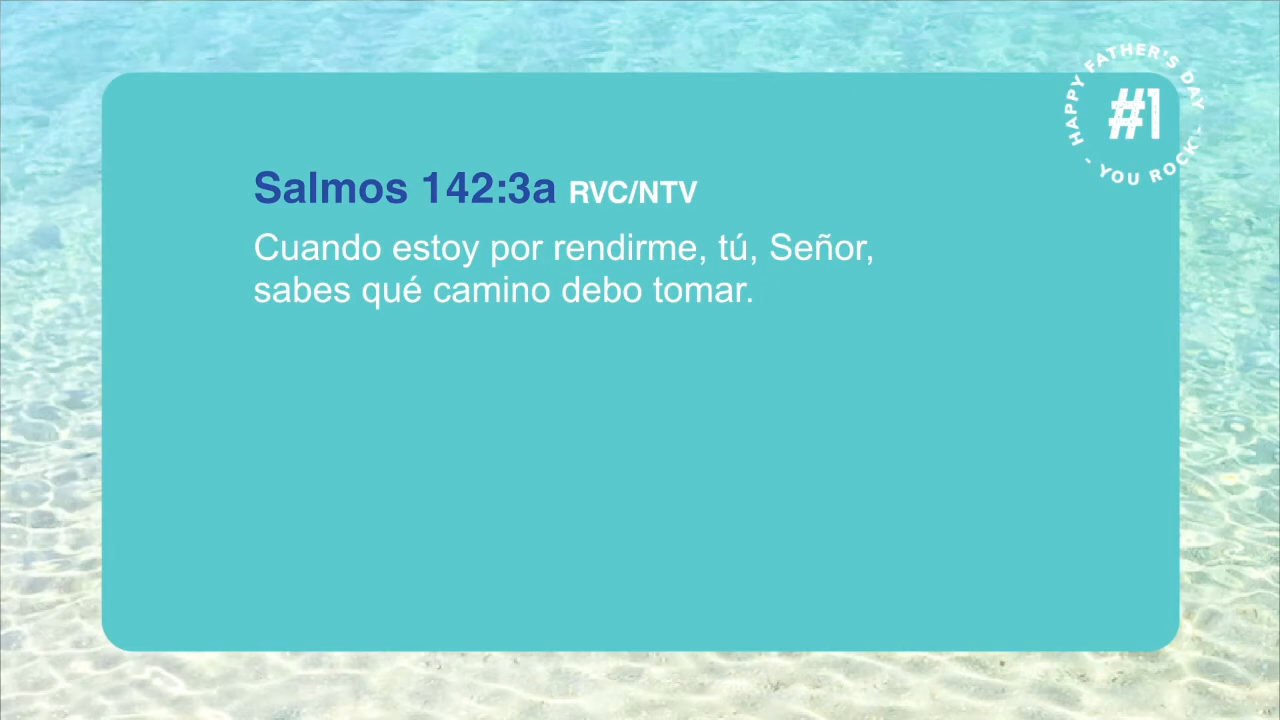 HAPPY FATHER'S DAY
#1
- YOU ROCK -
Salmos 142:3a RVC/NTV
Cuando estoy por rendirme, tú, Señor,
sabes qué camino debo tomar.